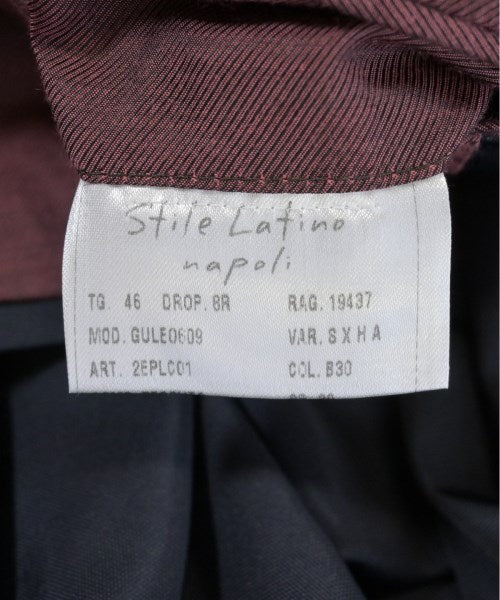 Stile Latino
napoli
TG. 46 DROP. 8R RAG. 19437
MOD. GULE0609 VAR. S X H A
ART. 2EPLC01 COL. B30